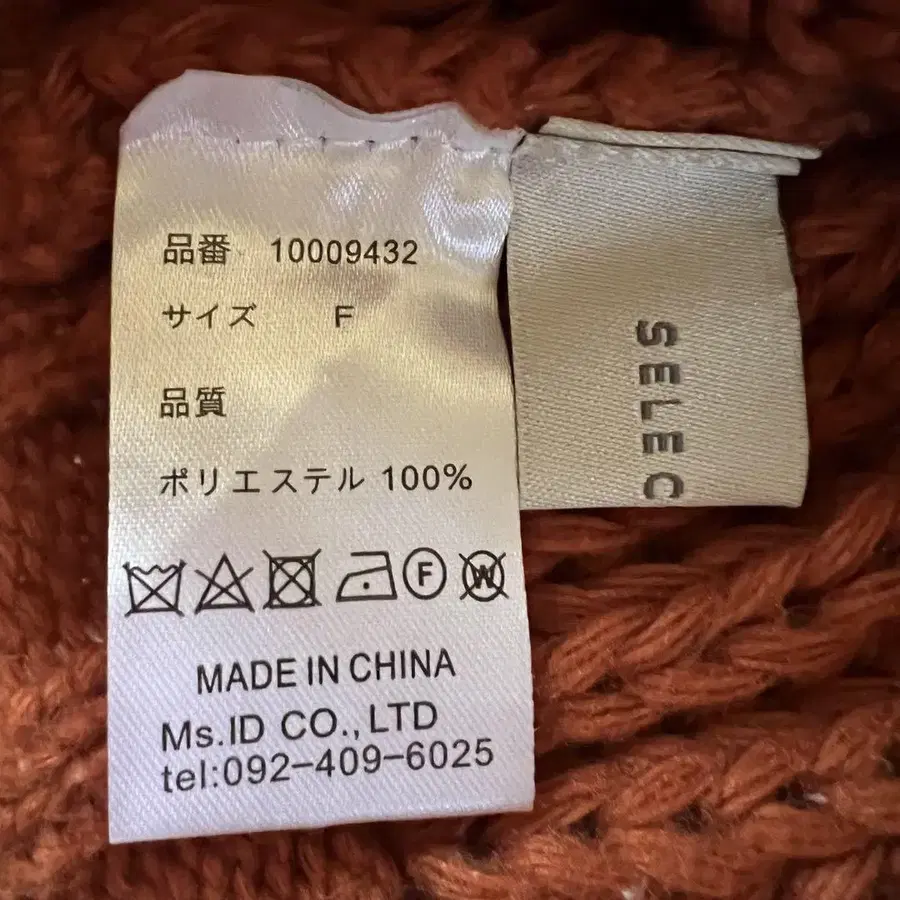 品番 10009432
サイズ F
品質
ポリエステル 100%
F W
MADE IN CHINA
Ms.ID CO.,LTD
tel:092-409-6025
SELEC